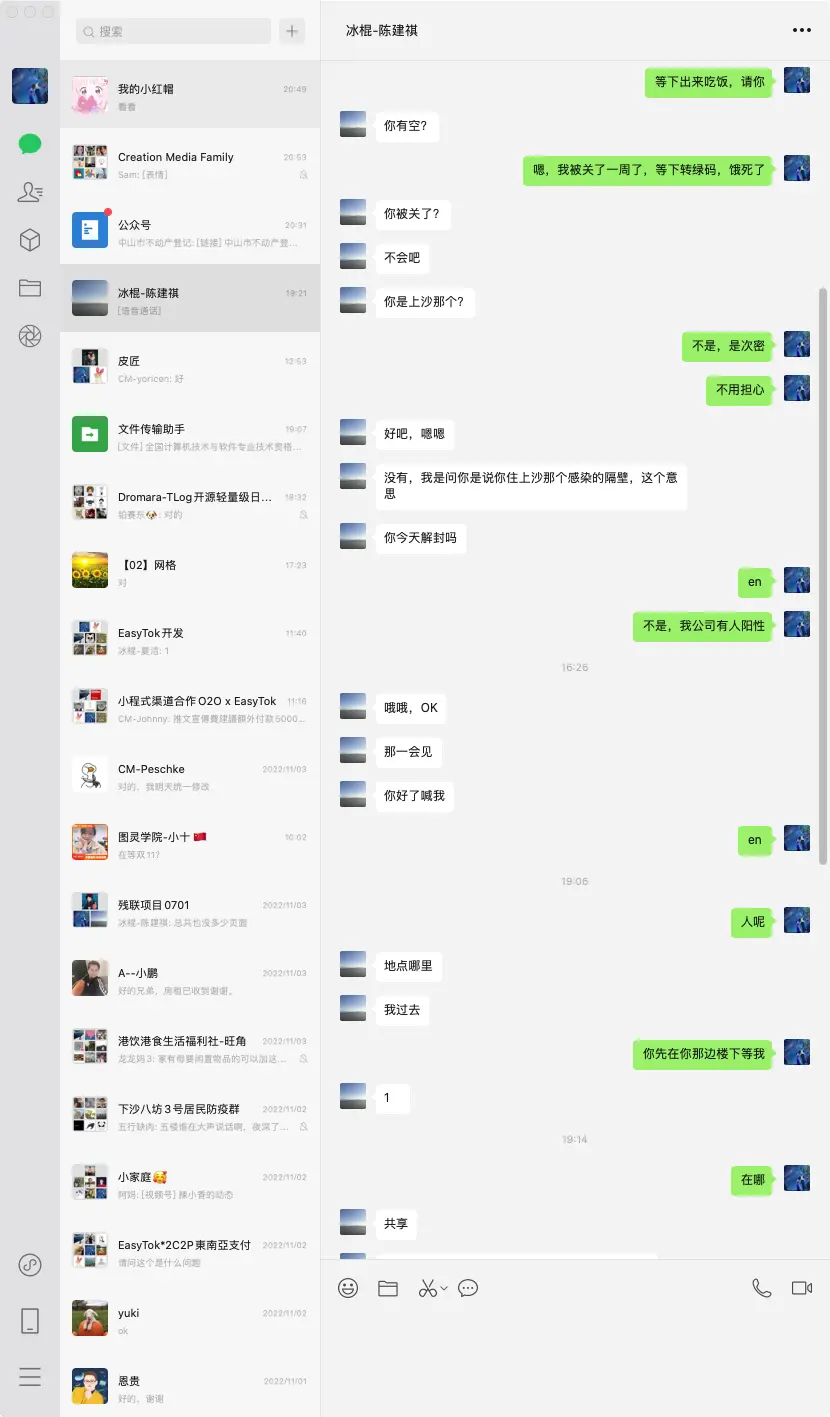 搜索
我的小红帽
20:49
看看
Creation Media Family
20:53
Sam: [表情]
公众号
20:31
中山市不动产登记: [链接] 中山市不动产登...
冰棍-陈建祺
19:21
[语音通话]
皮匠
12:53
CM-yoricen: 好
文件传输助手
19:07
[文件] 全国计算机技术与软件专业技术资格...
Dromara-TLog开源轻量级日...
18:32
铂赛东🐶: 对的
【02】网格
17:23
对
EasyTok开发
11:40
冰棍-夏洁: 1
小程式渠道合作O2O x EasyTok
11:16
CM-Johnny: 推文宣傳費建議額外付款5000...
CM-Peschke
2022/11/03
对的，我明天统一修改
图灵学院-小十🇨🇳
10:02
在等双11?
残联项目0701
2022/11/03
冰棍-陈建祺: 总共也没多少页面
A--小鹏
2022/11/03
好的兄弟，房租已收到谢谢。
港饮港食生活福利社-旺角
2022/11/03
龙龙妈3: 家有母婴闲置物品的可以加这...
下沙八坊3号居民防疫群
2022/11/02
五行缺肉: 五楼谁在大声说话啊，夜深了...
小家庭🥰
2022/11/02
阿妈: [视频号] 辣小香的动态
EasyTok*2C2P東南亞支付
2022/11/02
请问这个是什么问题
yuki
2022/11/02
ok
恩贵
2022/11/01
好的，谢谢
冰棍-陈建祺
等下出来吃饭，请你
你有空?
嗯，我被关了一周了，等下转绿码，饿死了
你被关了?
不会吧
你是上沙那个?
不是，是次密
不用担心
好吧，嗯嗯
没有，我是问你是说你住上沙那个感染的隔壁，这个意
思
你今天解封吗
en
不是，我公司有人阳性
16:26
哦哦，OK
那一会见
你好了喊我
en
19:06
人呢
地点哪里
我过去
你先在你那边楼下等我
1
19:14
在哪
共享